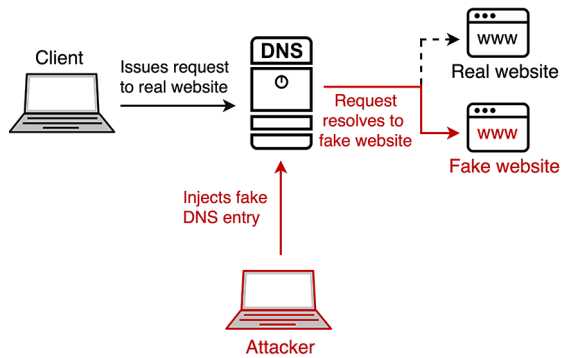 Client
Issues request
to real website
DNS
www
Real website
Request
resolves to
fake website
www
Fake website
Injects fake
DNS entry
Attacker